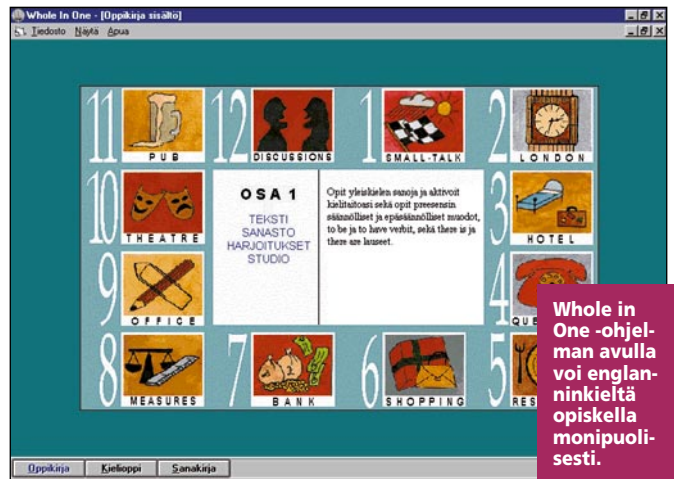 Whole In One - [Oppikirja sisältö]
Tiedosto Näytä Apua
11 12 1 2
PUB DISCUSSIONS SMALL-TALK LONDON
10
THEATRE
OSA 1
TEKSTI
SANASTO
HARJOITUKSET
STUDIO
Opit yleiskielen sanoja ja aktivoit
kielitaitoasi sekä opit preesensin
säännölliset ja epäsäännölliset muodot,
to be ja to have verbit, sekä there is ja
there are lauseet.
3
HOTEL
9
OFFICE
4
8 7 6 5
MEASURES BANK SHOPPING
Whole in
One -ohjel-
man avulla
voi englan-
ninkieltä
opiskella
monipuoli-
sesti.
Oppikirja Kielioppi Sanakirja